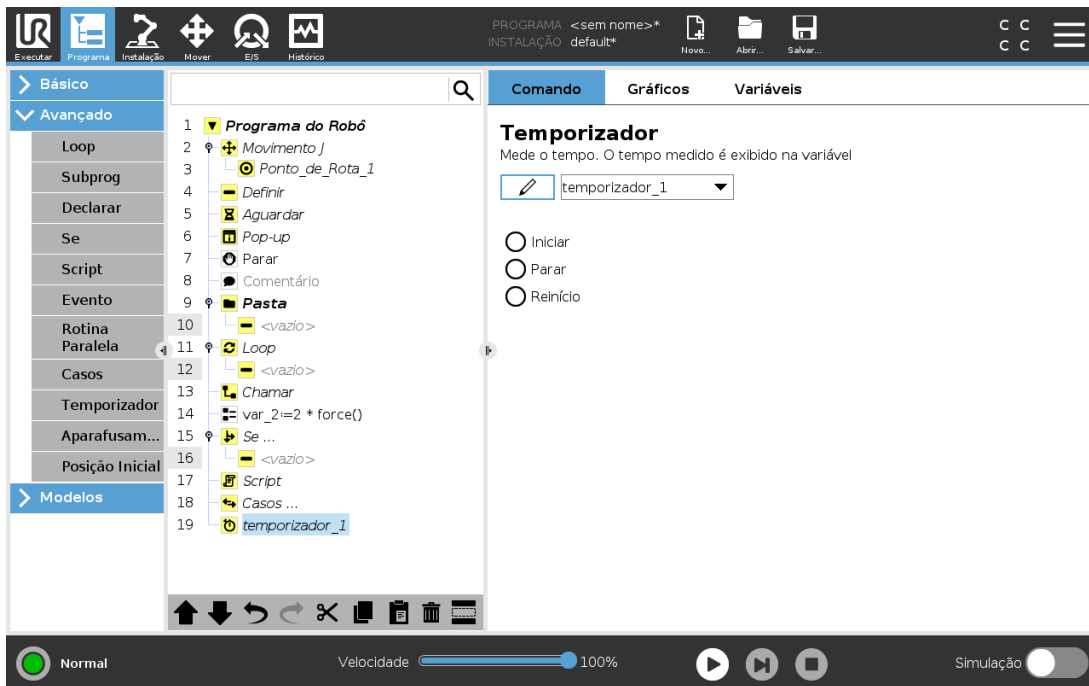 PROGRAMA <sem nome>*
INSTALAÇÃO default*
C C
C C
Executar Programa Instalação Mover E/S Histórico Novo... Abrir... Salvar...
Básico
Avançado
Loop
Subprog
Declarar
Se
Script
Evento
Rotina
Paralela
Casos
Temporizador
Aparafusam...
Posição Inicial
Modelos
1 Programa do Robô
2 Movimento J
3 Ponto_de_Rota_1
4 Definir
5 Aguardar
6 Pop-up
7 Parar
8 Comentário
9 Pasta
10 <vazio>
11 Loop
12 <vazio>
13 Chamar
14 var_2:=2 * force()
15 Se ...
16 <vazio>
17 Script
18 Casos ...
19 temporizador_1
Comando Gráficos Variáveis
Temporizador
Mede o tempo. O tempo medido é exibido na variável
temporizador_1
Iniciar
Parar
Reinício
Normal
Velocidade 100%
Simulação